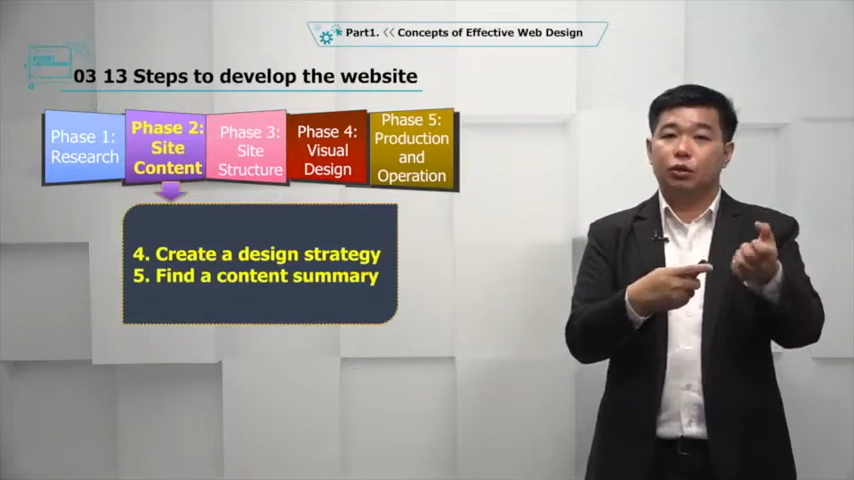 Part1. << Concepts of Effective Web Design
03 13 Steps to develop the website
Phase 1:
Research
Phase 2:
Site
Content
Phase 3:
Site
Structure
Phase 4:
Visual
Design
Phase 5:
Production
and
Operation
4. Create a design strategy
5. Find a content summary